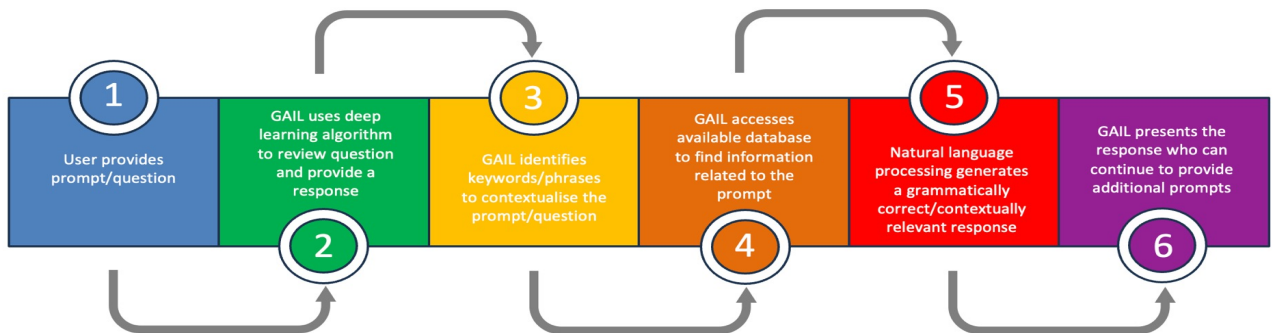 1
User provides
prompt/question
GAIL uses deep
learning algorithm
to review question
and provide a
response
2
3
GAIL identifies
keywords/phrases
to contextualise the
prompt/question
GAIL accesses
available database
to find information
related to the
prompt
4
5
Natural language
processing generates
a grammatically
correct/contextually
relevant response
GAIL presents the
response who can
continue to provide
additional prompts
6